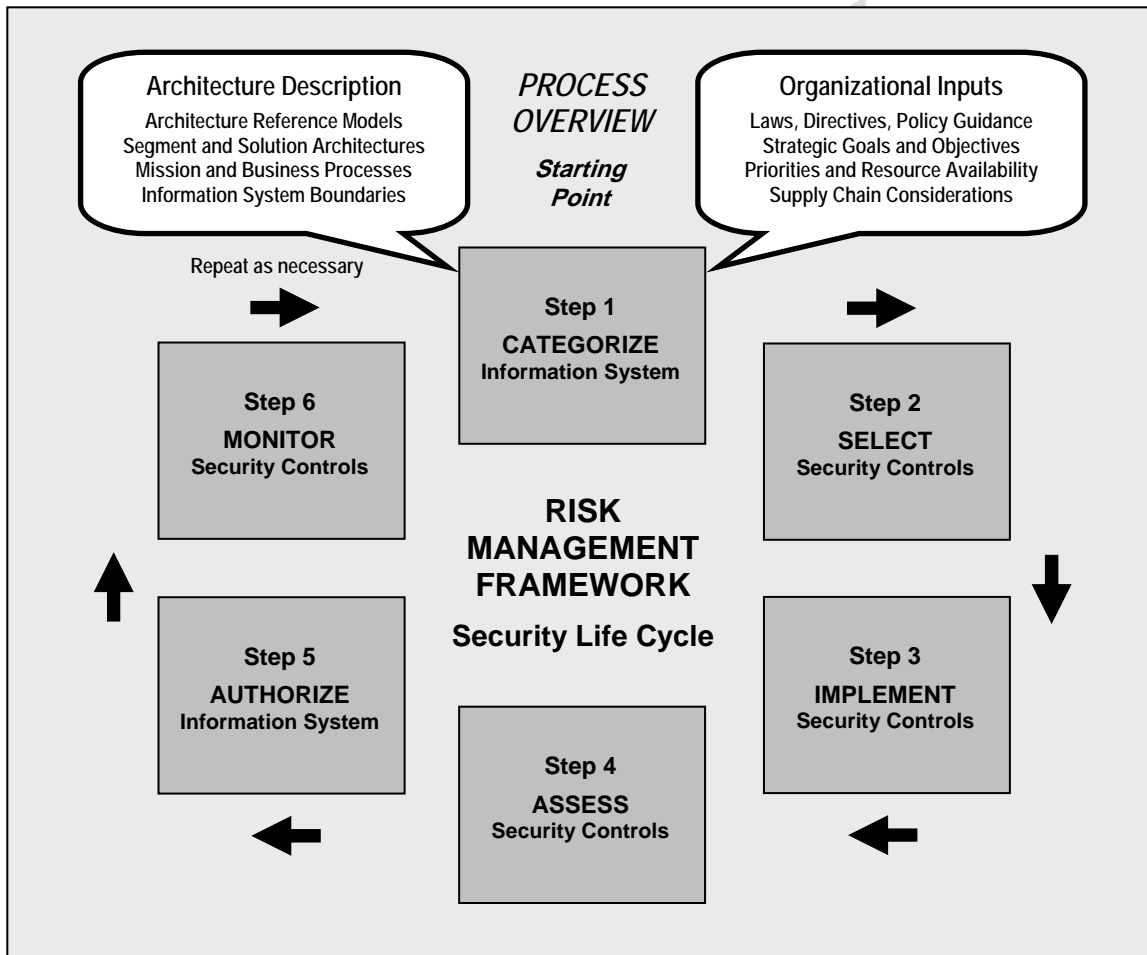 Architecture Description
Architecture Reference Models
Segment and Solution Architectures
Mission and Business Processes
Information System Boundaries
PROCESS
OVERVIEW
Starting
Point
Organizational Inputs
Laws, Directives, Policy Guidance
Strategic Goals and Objectives
Priorities and Resource Availability
Supply Chain Considerations
Repeat as necessary
Step 1
CATEGORIZE
Information System
Step 2
SELECT
Security Controls
Step 3
IMPLEMENT
Security Controls
Step 4
ASSESS
Security Controls
Step 5
AUTHORIZE
Information System
Step 6
MONITOR
Security Controls
RISK
MANAGEMENT
FRAMEWORK
Security Life Cycle